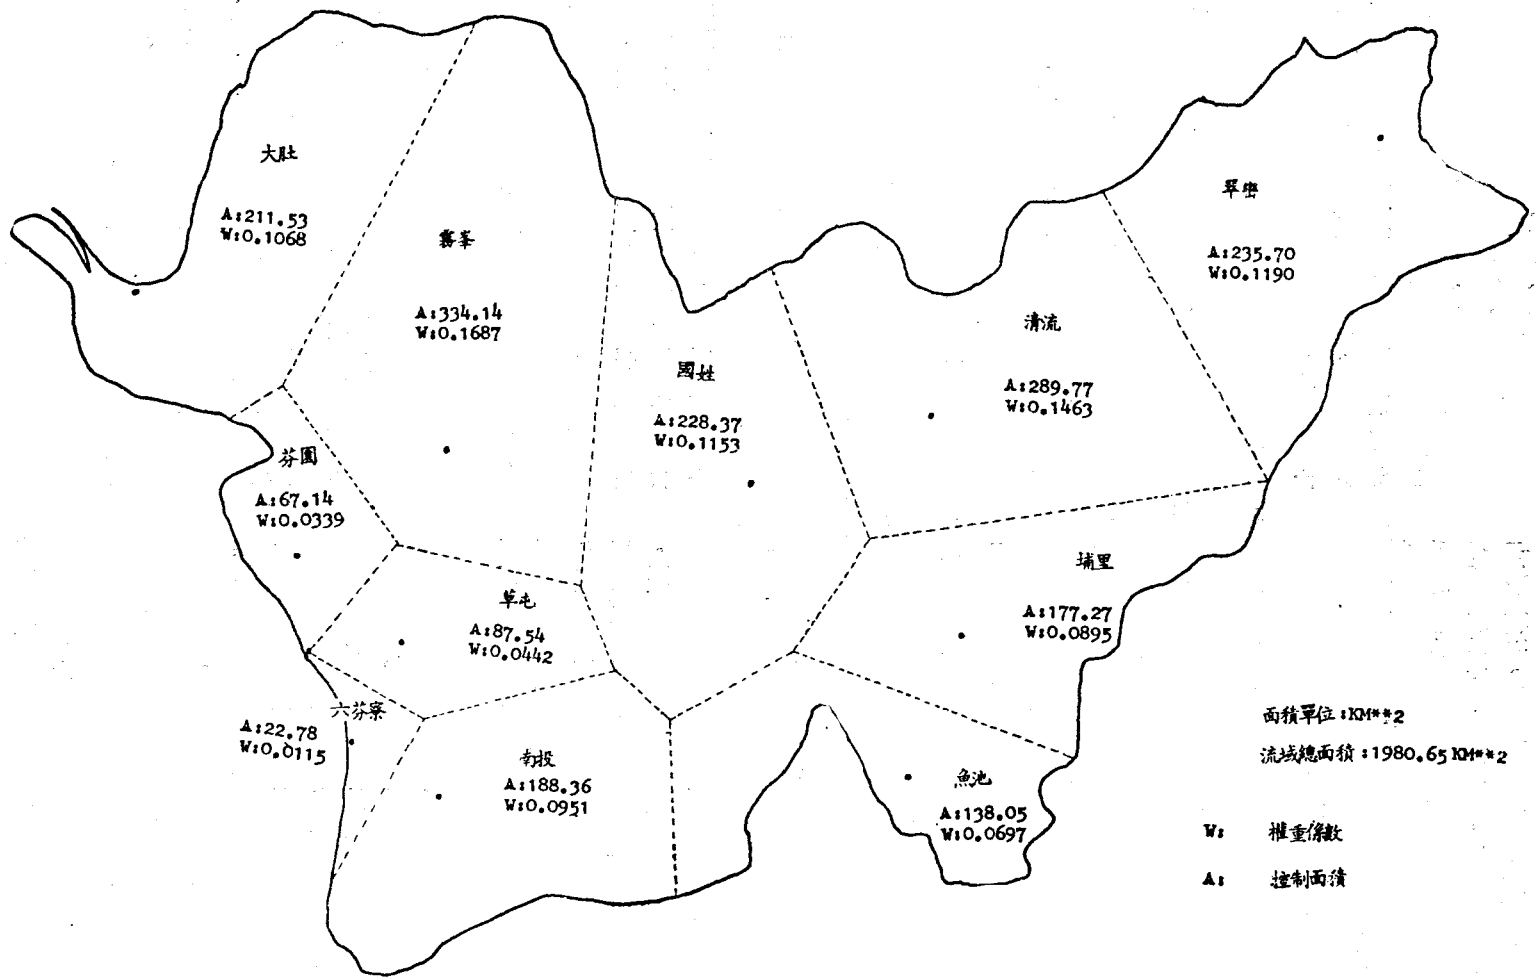 大肚
A:211.53
W:0.1068
霧峯
A:334.14
W:0.1687
國姓
A:228.37
W:0.1153
清流
A:289.77
W:0.1463
翠巒
A:235.70
W:0.1190
芬園
A:67.14
W:0.0339
草屯
A:87.54
W:0.0442
埔里
A:177.27
W:0.0895
六芬寮
A:22.78
W:0.0115
南投
A:188.36
W:0.0951
魚池
A:138.05
W:0.0697
面積單位:KM**2
流域總面積:1980.65 KM**2
W: 權重係數
A: 控制面積